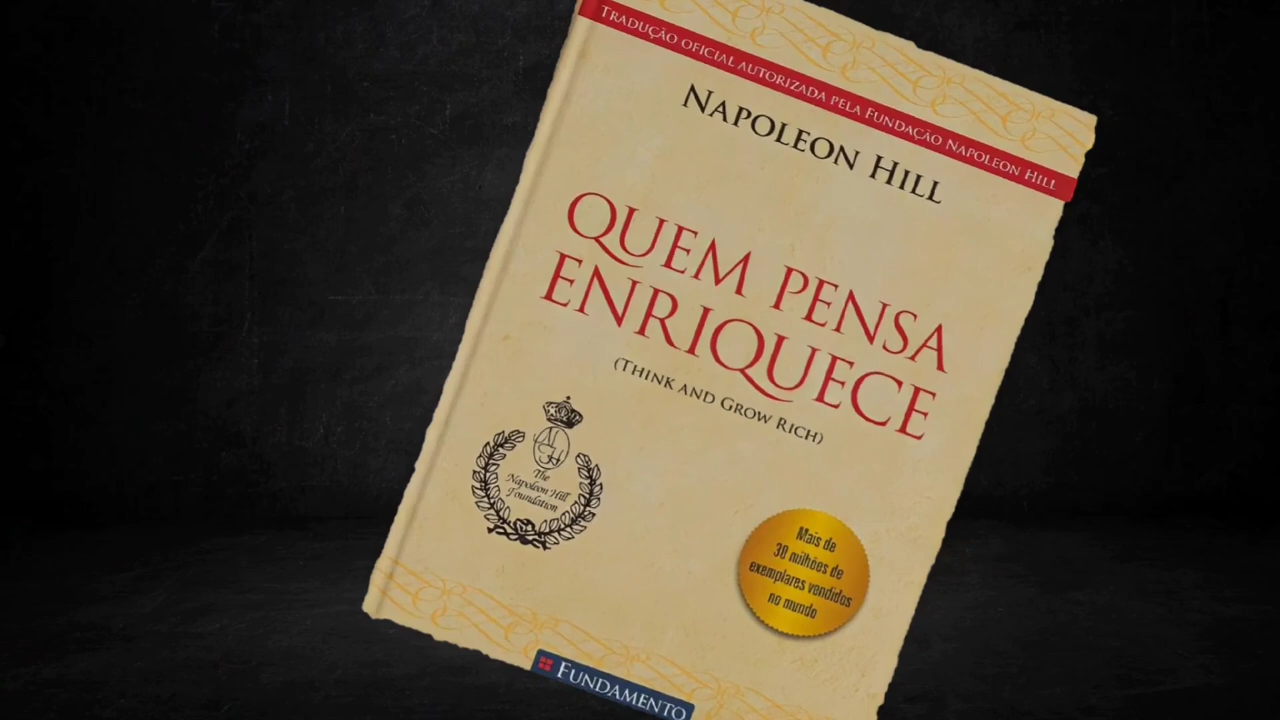 TRADUÇÃO OFICIAL AUTORIZADA PELA FUNDAÇÃO NAPOLEON HILL
NAPOLEON HILL
QUEM PENSA
ENRIQUECE
(THINK AND GROW RICH)
NH
The
Napoleon Hill
Foundation
Mais de
30 milhões de
exemplares vendidos
no mundo
FUNDAMENTO